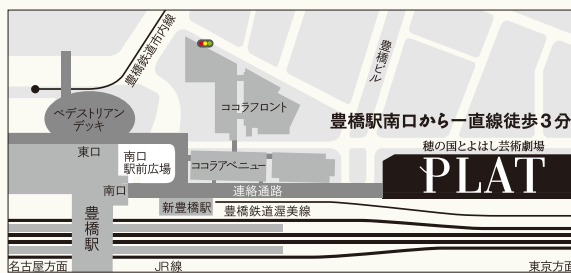 豊橋鉄道市内線
豊橋ビル
ペデストリアン
デッキ
ココラフロント
豊橋駅南口から一直線徒歩3分
穂の国とよはし芸術劇場
PLAT
東口
南口
駅前広場
ココラアベニュー
南口
連絡通路
新豊橋駅
豊橋鉄道渥美線
豊橋駅
名古屋方面
JR線
東京方面